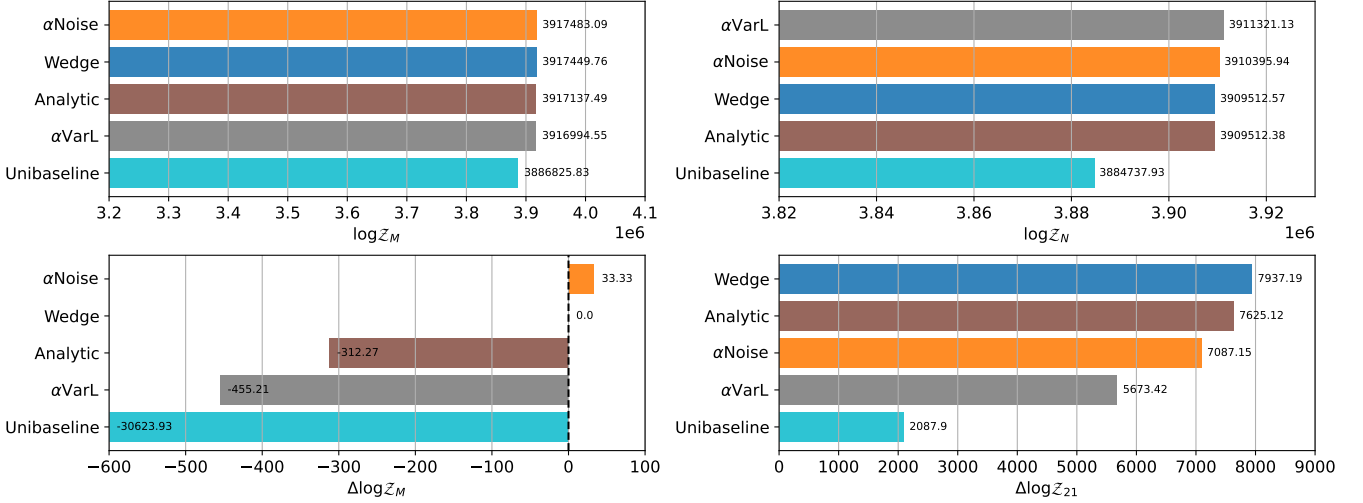 αNoise 3917483.09
Wedge 3917449.76
Analytic 3917137.49
αVarL 3916994.55
Unibaseline 3886825.83
3.2 3.3 3.4 3.5 3.6 3.7 3.8 3.9 4.0 4.1
log𝒵_M 1e6
αVarL 3911321.13
αNoise 3910395.94
Wedge 3909512.57
Analytic 3909512.38
Unibaseline 3884737.93
3.82 3.84 3.86 3.88 3.90 3.92
log𝒵_N 1e6
αNoise 33.33
Wedge 0.0
Analytic -312.27
αVarL -455.21
Unibaseline -30623.93
−600 −500 −400 −300 −200 −100 0 100
Δlog𝒵_M
Wedge 7937.19
Analytic 7625.12
αNoise 7087.15
αVarL 5673.42
Unibaseline 2087.9
0 1000 2000 3000 4000 5000 6000 7000 8000 9000
Δlog𝒵_21